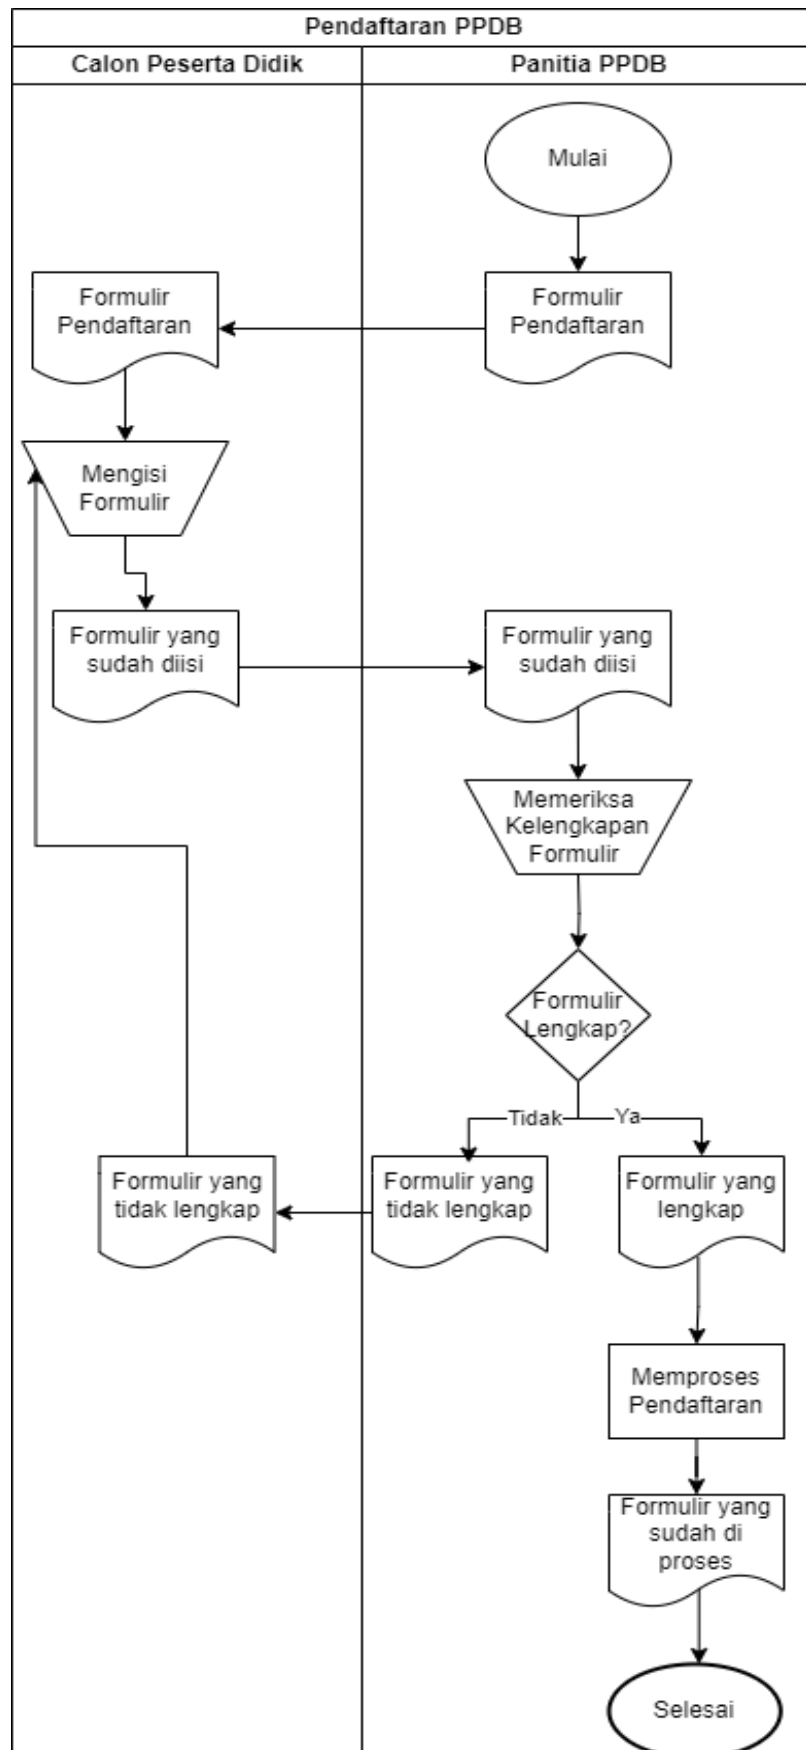 Pendaftaran PPDB
Calon Peserta Didik
Panitia PPDB
Mulai
Formulir
Pendaftaran
Formulir
Pendaftaran
Mengisi
Formulir
Formulir yang
sudah diisi
Formulir yang
sudah diisi
Memeriksa
Kelengkapan
Formulir
Formulir
Lengkap?
Tidak
Ya
Formulir yang
tidak lengkap
Formulir yang
tidak lengkap
Formulir yang
lengkap
Memproses
Pendaftaran
Formulir yang
sudah di
proses
Selesai